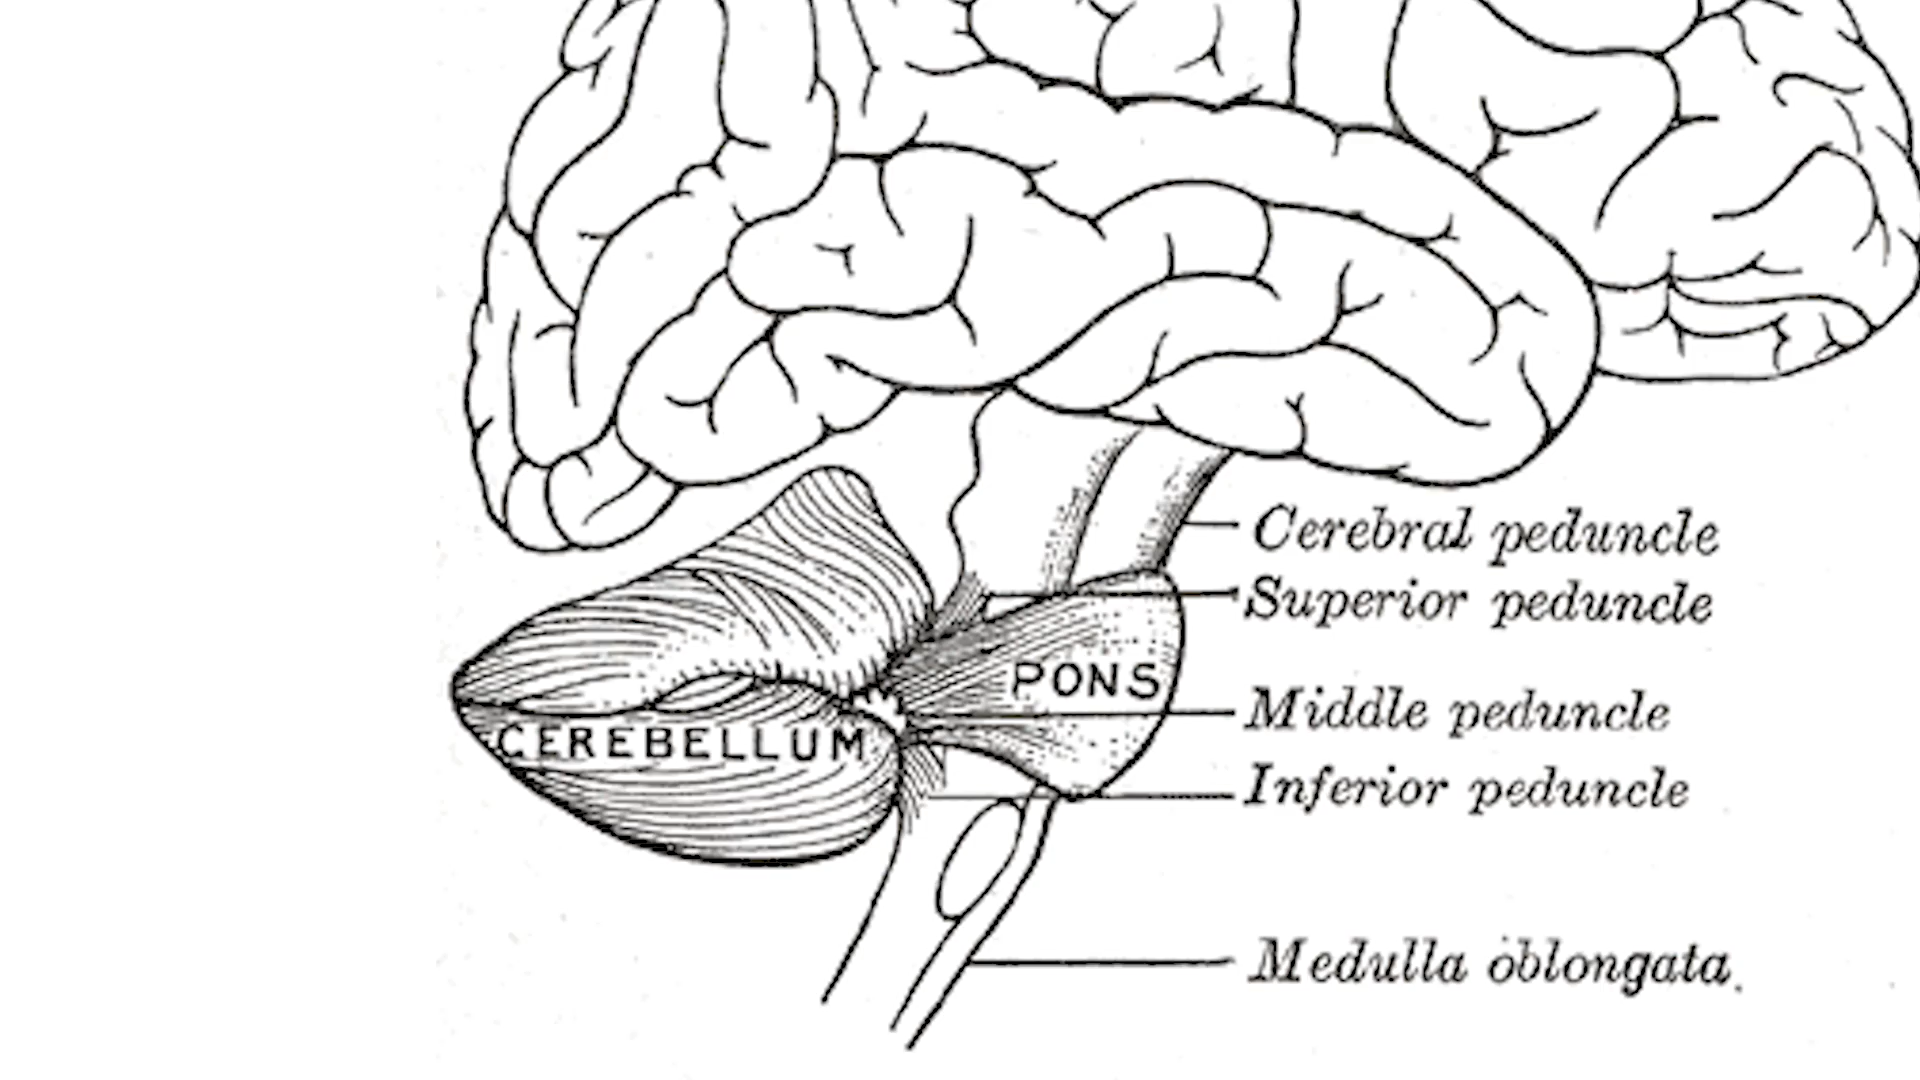 Cerebral peduncle
Superior peduncle
PONS
Middle peduncle
CEREBELLUM
Inferior peduncle
Medulla oblongata.